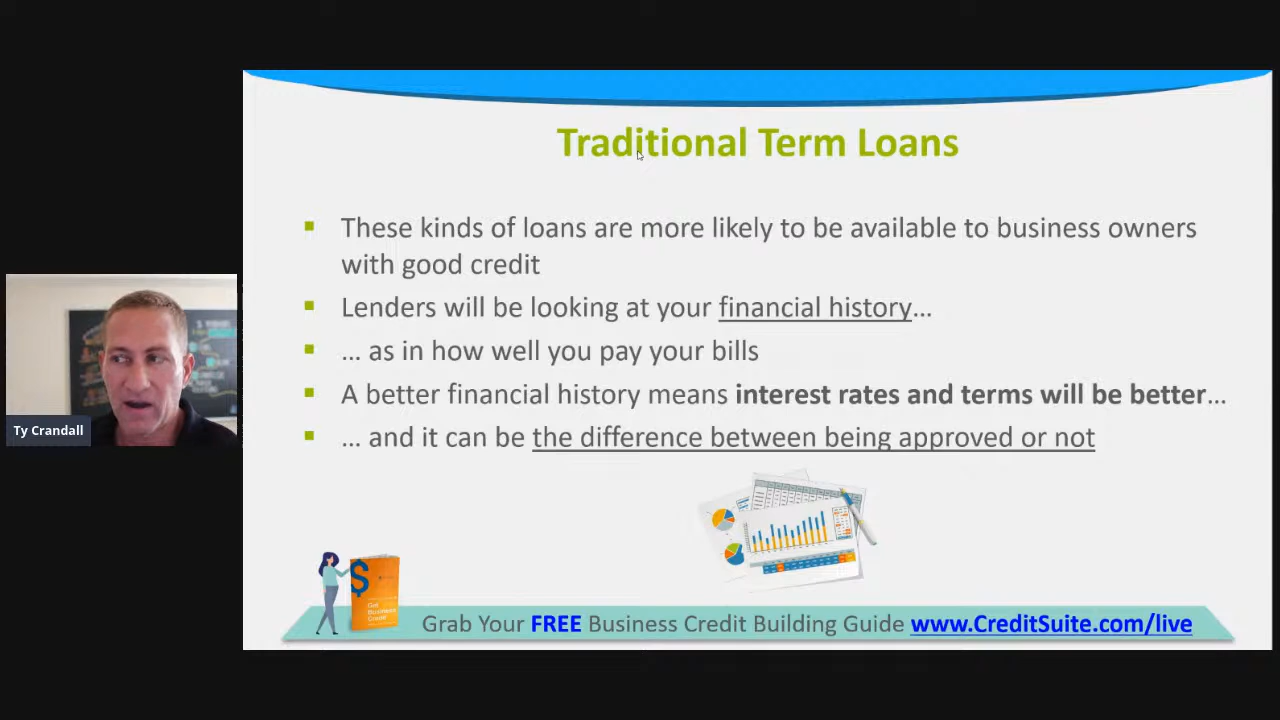 Traditional Term Loans
These kinds of loans are more likely to be available to business owners
with good credit
Lenders will be looking at your financial history...
... as in how well you pay your bills
A better financial history means interest rates and terms will be better...
... and it can be the difference between being approved or not
Ty Crandall
$
Get
Business
Credit
Grab Your FREE Business Credit Building Guide www.CreditSuite.com/live